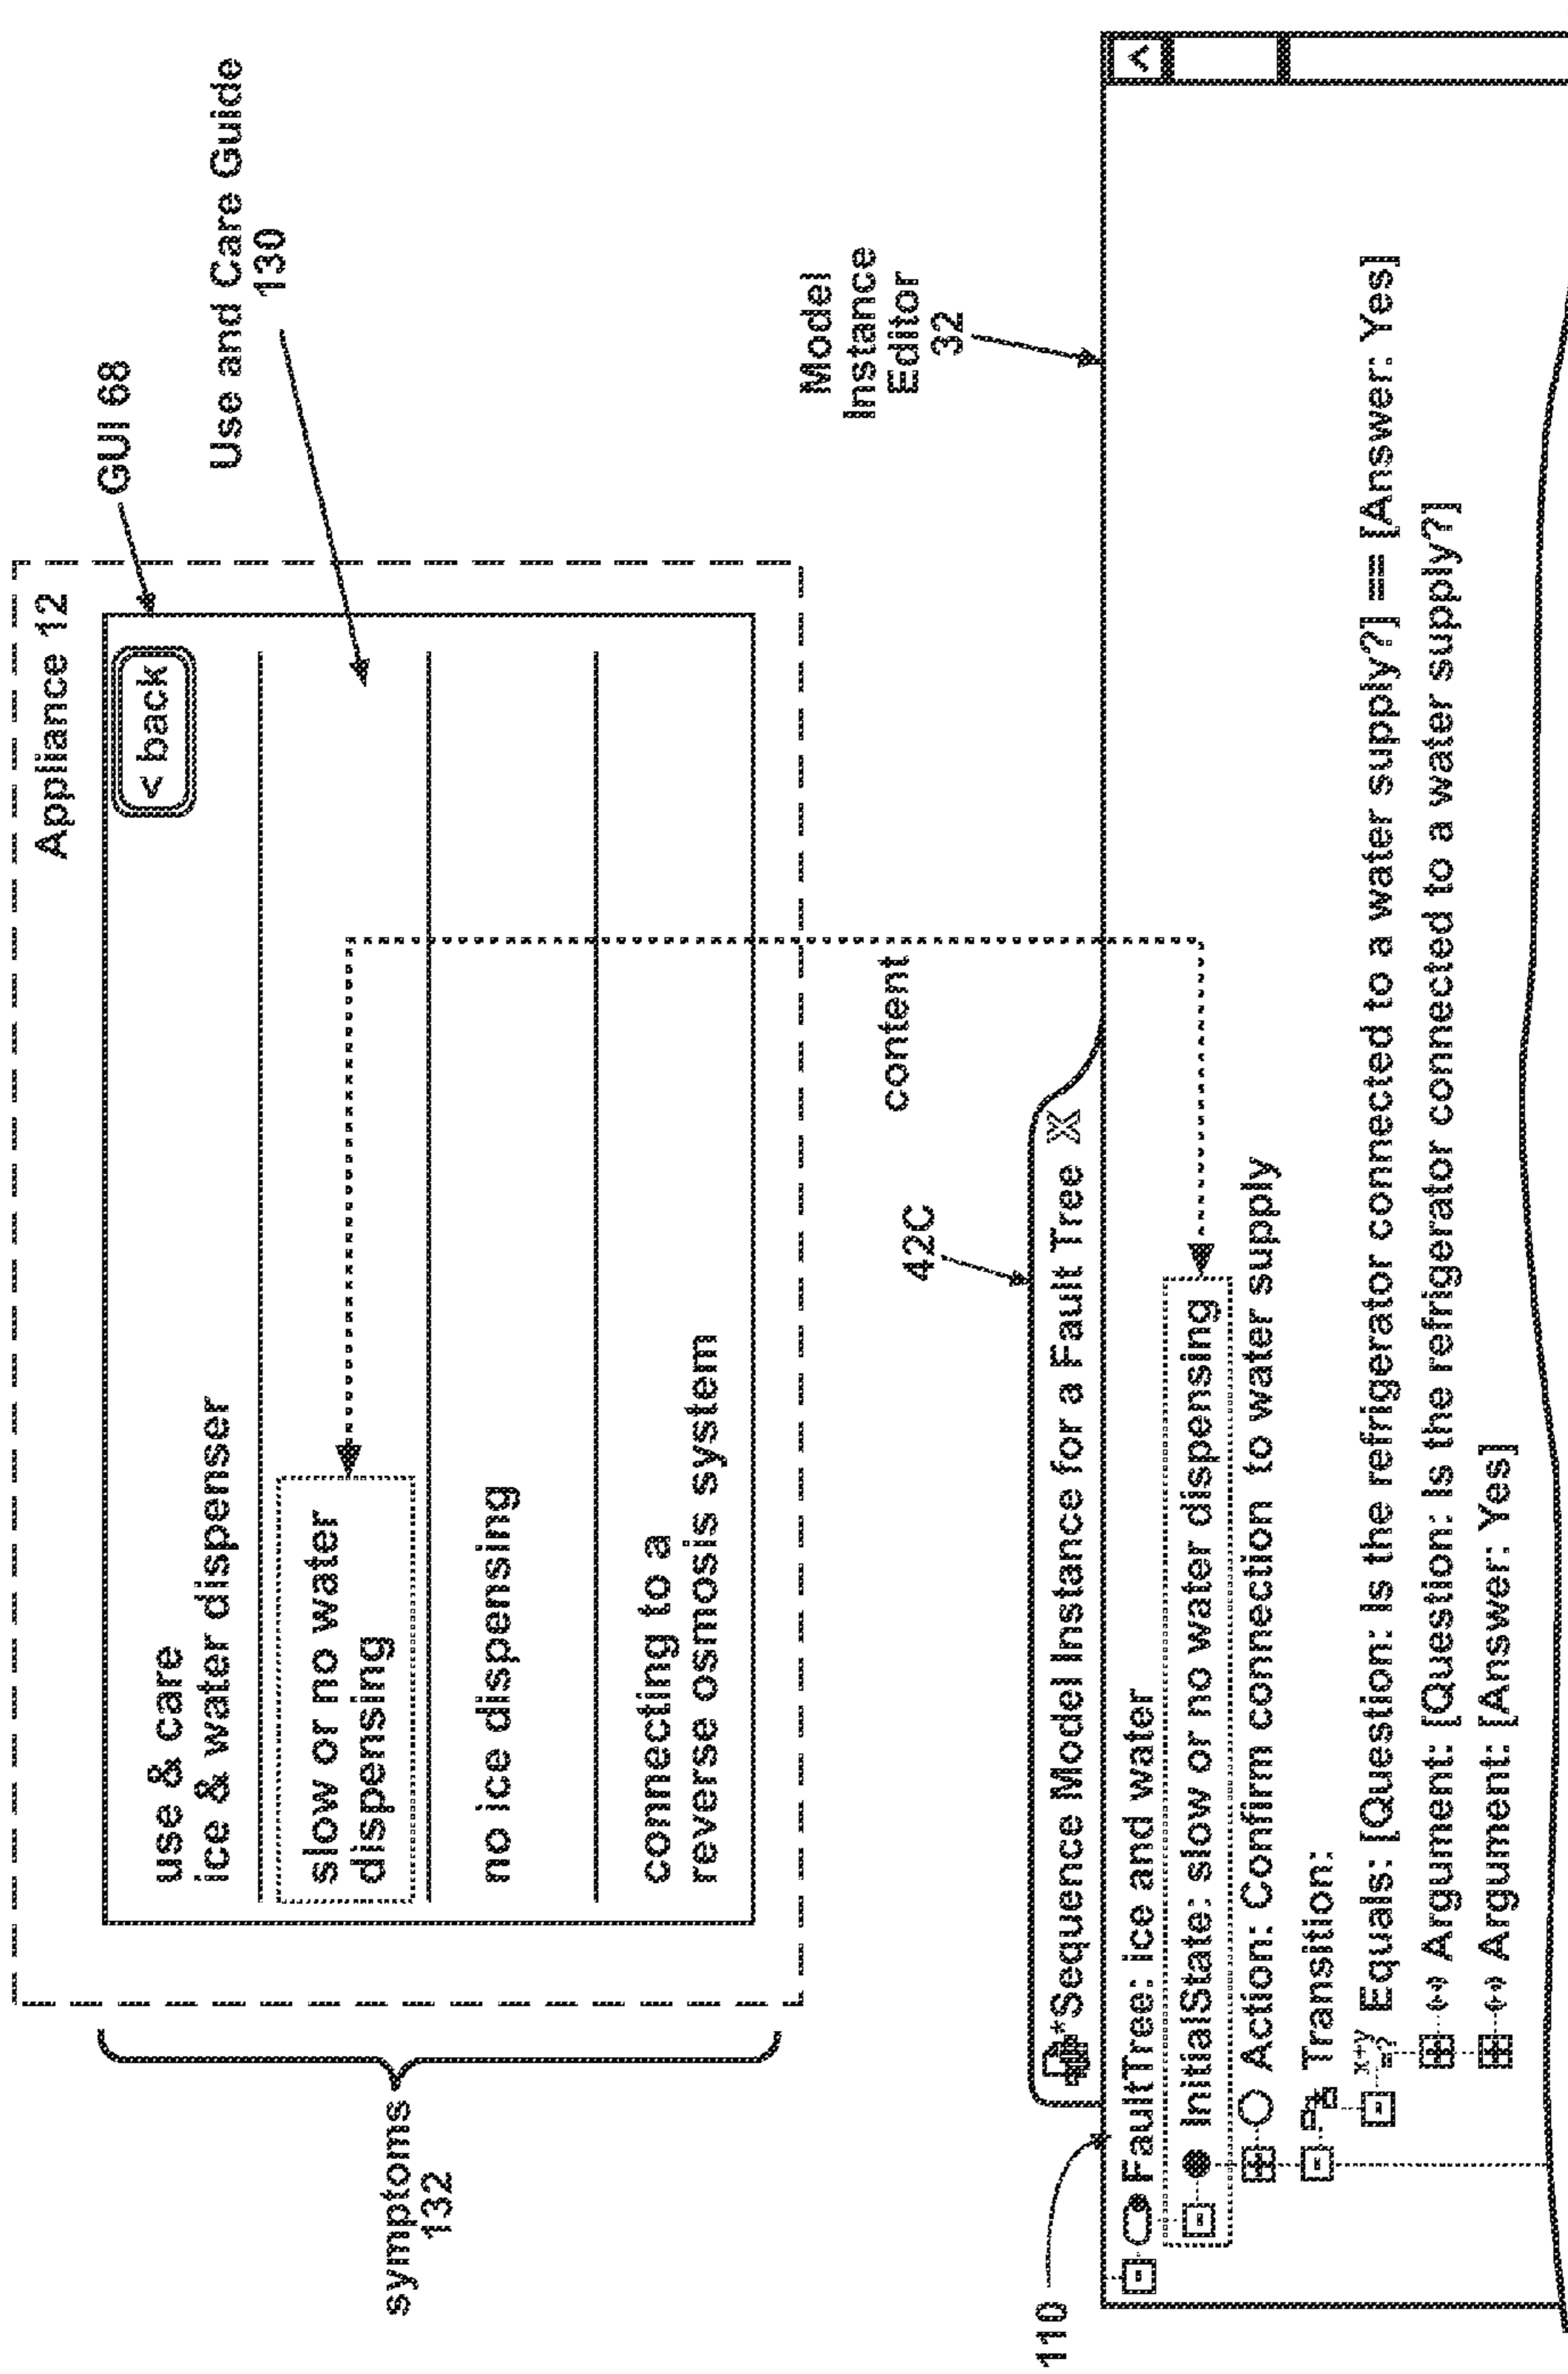 Appliance 12
GUI 68
Use and Care Guide
130
symptoms
132
< back
use & care
ice & water dispenser
slow or no water
dispensing
no ice dispensing
connecting to a
reverse osmosis system
content
Model
Instance
Editor
32
42C
110
*Sequence Model Instance for a Fault Tree X
FaultTree: ice and water
InitialState: slow or no water dispensing
Action: Confirm connection to water supply
Transition:
x+y
=? Equals: [Question: Is the refrigerator connected to a water supply?] == [Answer: Yes]
(·) Argument: [Question: Is the refrigerator connected to a water supply?]
(·) Argument: [Answer: Yes]